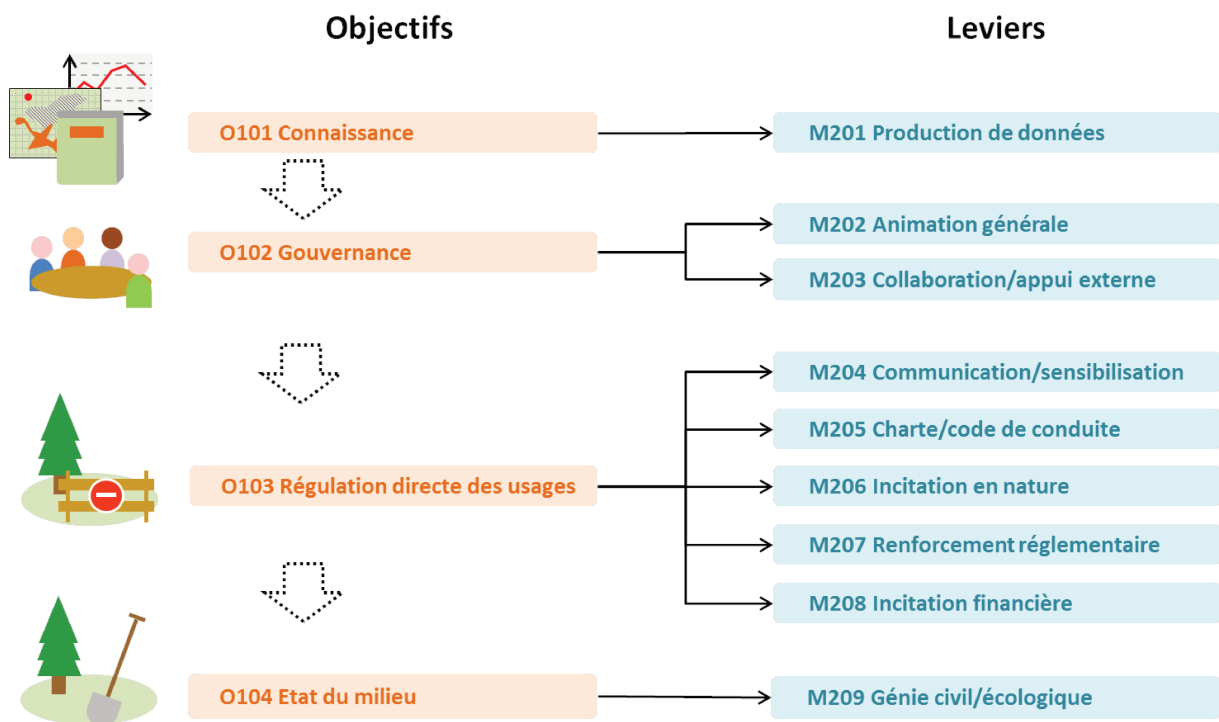 Objectifs
Leviers
O101 Connaissance
M201 Production de données
O102 Gouvernance
M202 Animation générale
M203 Collaboration/appui externe
O103 Régulation directe des usages
M204 Communication/sensibilisation
M205 Charte/code de conduite
M206 Incitation en nature
M207 Renforcement réglementaire
M208 Incitation financière
O104 Etat du milieu
M209 Génie civil/écologique